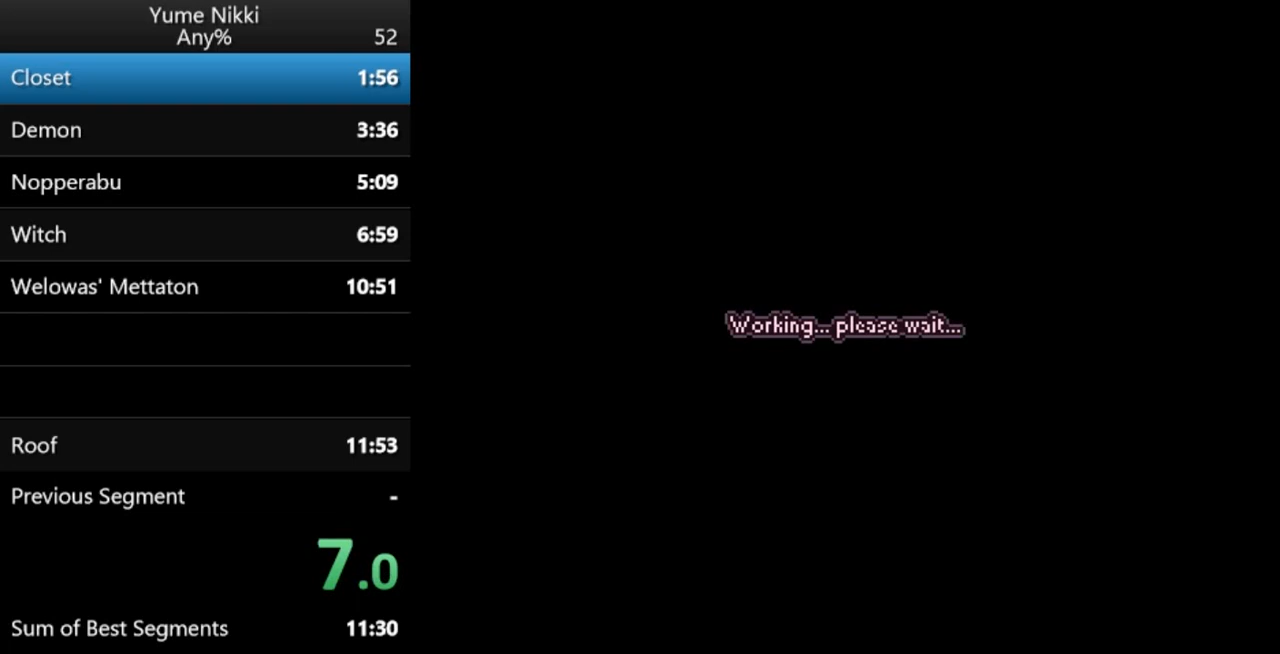 Yume Nikki
Any% 52
Closet 1:56
Demon 3:36
Nopperabu 5:09
Witch 6:59
Welowas' Mettaton 10:51
Roof 11:53
Previous Segment -
7.0
Sum of Best Segments 11:30
Working... please wait...